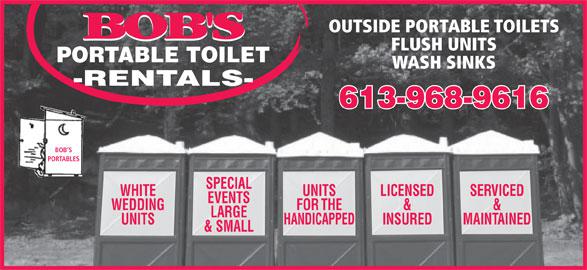 BOB'S
PORTABLE TOILET
-RENTALS-
OUTSIDE PORTABLE TOILETS
FLUSH UNITS
WASH SINKS
613-968-9616
BOB'S
PORTABLES
WHITE
WEDDING
UNITS
SPECIAL
EVENTS
LARGE
& SMALL
UNITS
FOR THE
HANDICAPPED
LICENSED
&
INSURED
SERVICED
&
MAINTAINED